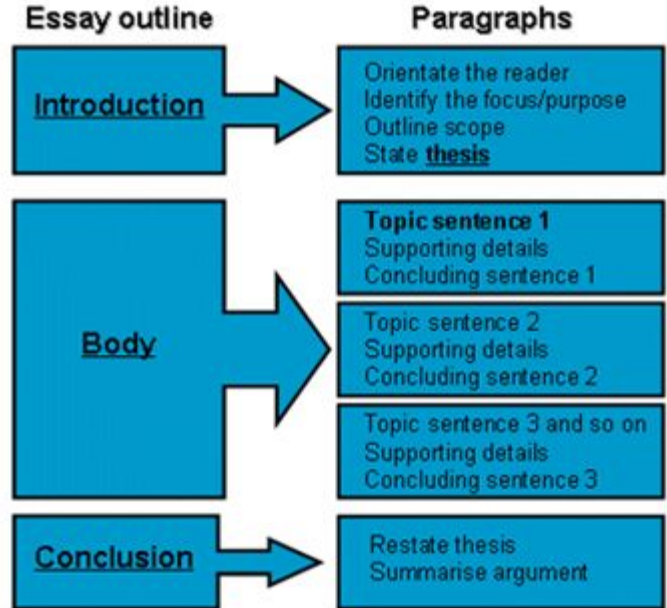 Essay outline
Paragraphs
Introduction
Orientate the reader
Identify the focus/purpose
Outline scope
State thesis
Body
Topic sentence 1
Supporting details
Concluding sentence 1
Topic sentence 2
Supporting details
Concluding sentence 2
Topic sentence 3 and so on
Supporting details
Concluding sentence 3
Conclusion
Restate thesis
Summarise argument